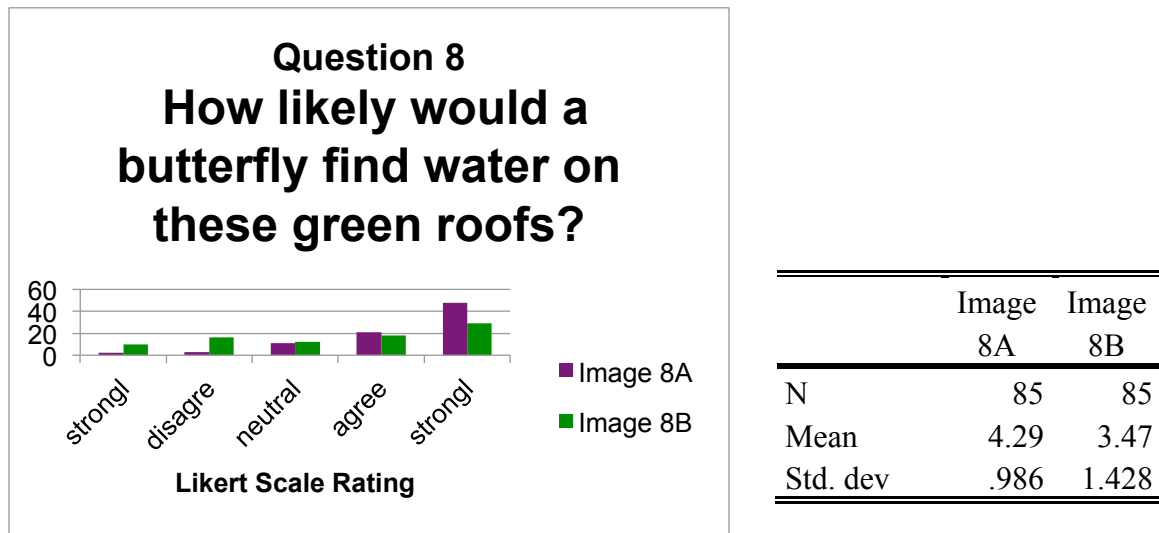 Question 8
How likely would a
butterfly find water on
these green roofs?
60
40
20
0
strongl
disagre
neutral
agree
strongl
Likert Scale Rating
Image 8A
Image 8B
Image Image
8A 8B
N 85 85
Mean 4.29 3.47
Std. dev .986 1.428